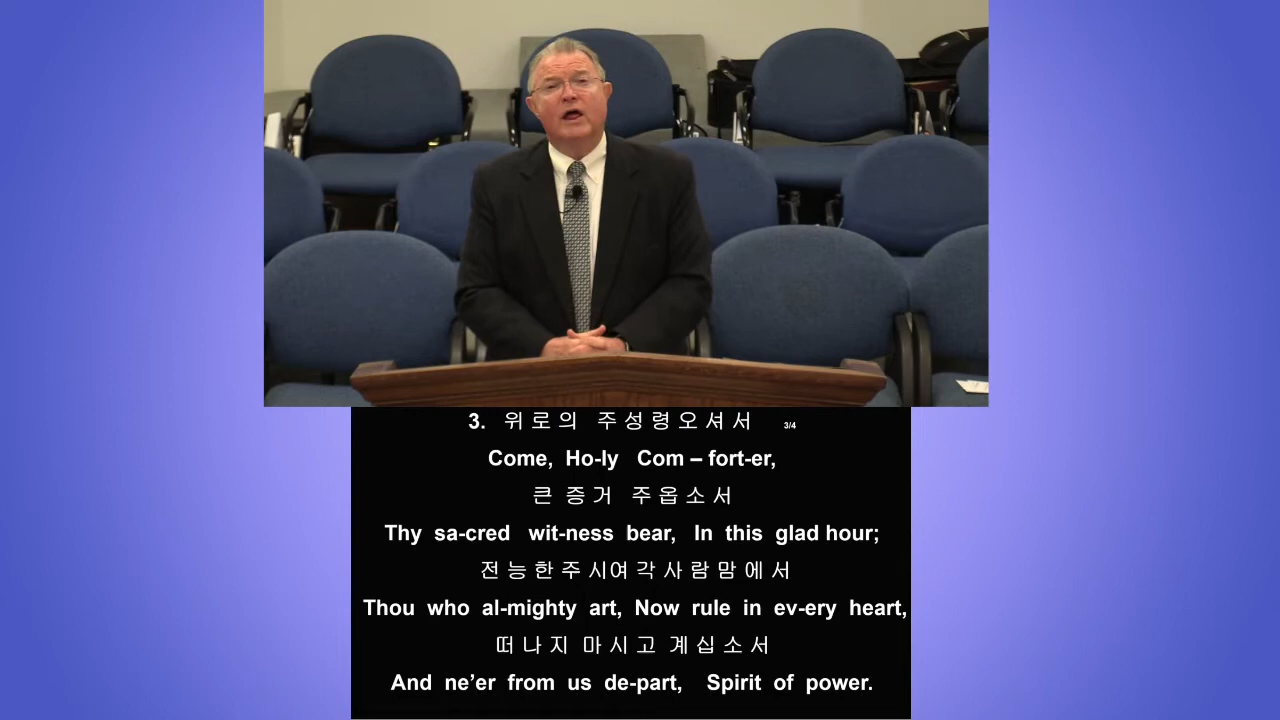 3. 위로의 주성령오셔서 3/4
Come, Ho-ly Com – fort-er,
큰 증거 주옵소서
Thy sa-cred wit-ness bear, In this glad hour;
전능한주시여각사람맘에서
Thou who al-mighty art, Now rule in ev-ery heart,
떠나지 마시고 계십소서
And ne’er from us de-part, Spirit of power.